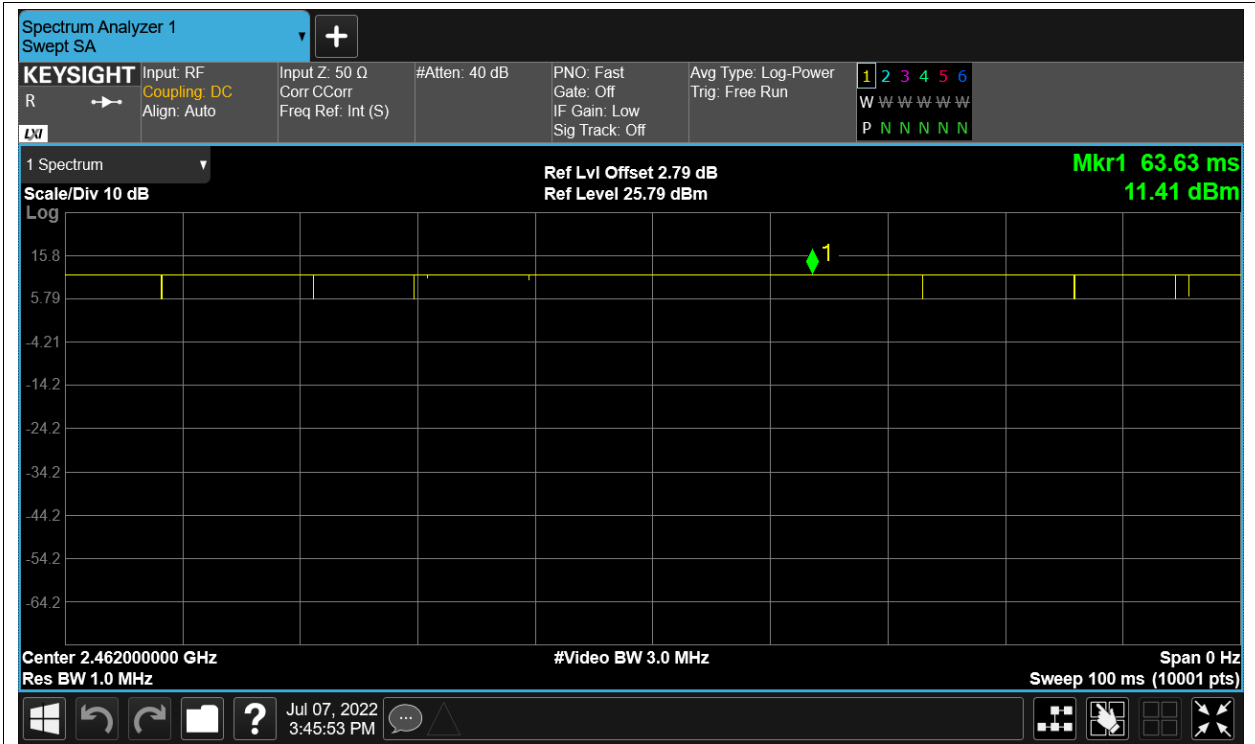 Spectrum Analyzer 1
Swept SA
KEYSIGHT
R
LXI
Input: RF
Coupling: DC
Align: Auto
Input Z: 50 Ω
Corr CCorr
Freq Ref: Int (S)
#Atten: 40 dB
PNO: Fast
Gate: Off
IF Gain: Low
Sig Track: Off
Avg Type: Log-Power
Trig: Free Run
1 2 3 4 5 6
W W W W W W
P N N N N N
1 Spectrum
Scale/Div 10 dB
Log
Ref Lvl Offset 2.79 dB
Ref Level 25.79 dBm
Mkr1 63.63 ms
11.41 dBm
1
15.8
5.79
-4.21
-14.2
-24.2
-34.2
-44.2
-54.2
-64.2
Center 2.462000000 GHz
Res BW 1.0 MHz
#Video BW 3.0 MHz
Span 0 Hz
Sweep 100 ms (10001 pts)
?
Jul 07, 2022
3:45:53 PM